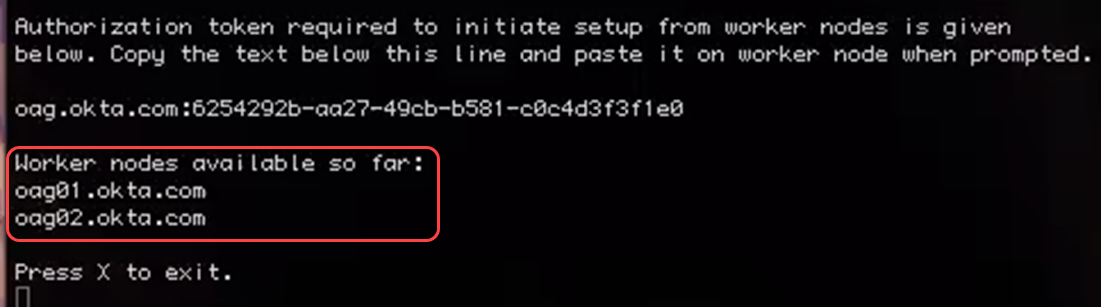 Authorization token required to initiate setup from worker nodes is given
below. Copy the text below this line and paste it on worker node when prompted.
oag.okta.com:6254292b-aa27-49cb-b581-c0c4d3f3f1e0
Worker nodes available so far:
oag01.okta.com
oag02.okta.com
Press X to exit.